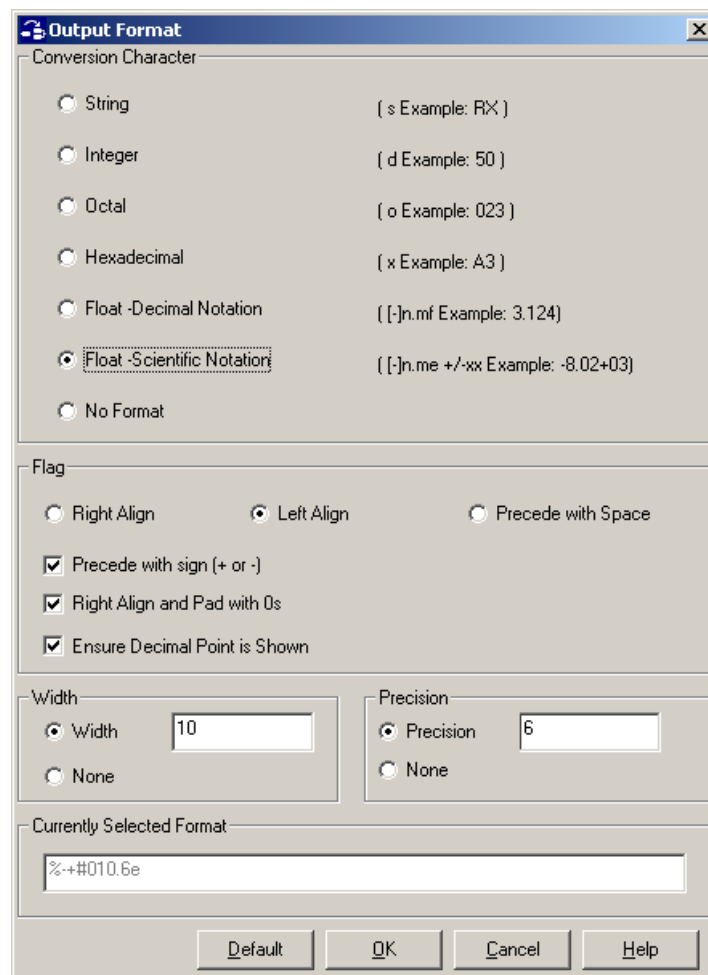 Output Format
Conversion Character
String ( s Example: RX )
Integer ( d Example: 50 )
Octal ( o Example: 023 )
Hexadecimal ( x Example: A3 )
Float -Decimal Notation ( [-]n.mf Example: 3.124)
Float -Scientific Notation ( [-]n.me +/-xx Example: -8.02+03)
No Format
Flag
Right Align Left Align Precede with Space
Precede with sign (+ or -)
Right Align and Pad with 0s
Ensure Decimal Point is Shown
Width Precision
Width 10 Precision 6
None None
Currently Selected Format
%-+#010.6e
Default OK Cancel Help